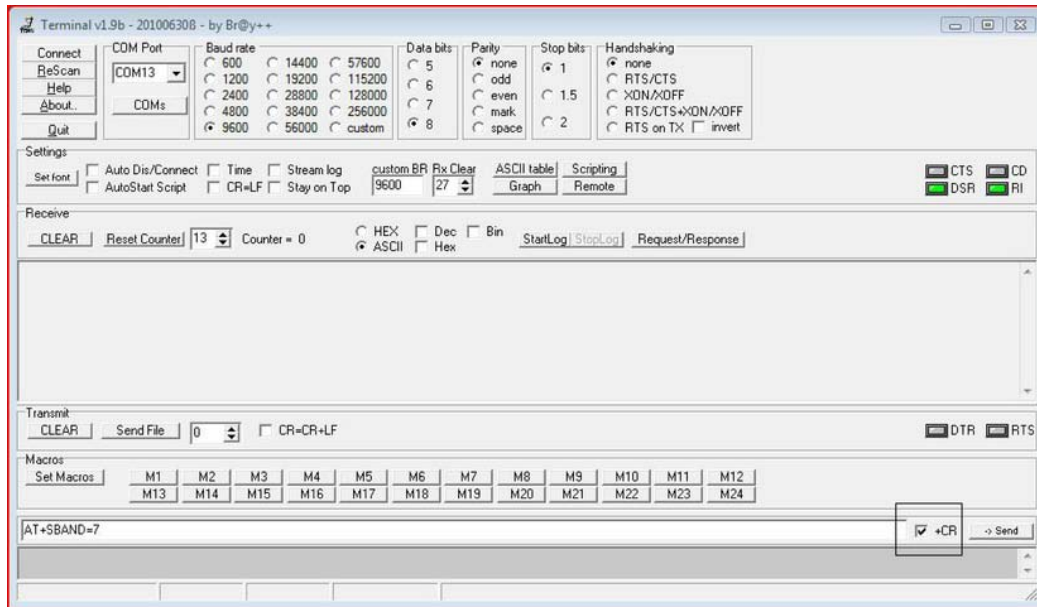 Terminal v1.9b - 20100630ß - by Br@y++
Connect
ReScan
Help
About..
Quit
COM Port
COM13
COMs
Baud rate
600 14400 57600
1200 19200 115200
2400 28800 128000
4800 38400 256000
9600 56000 custom
Data bits
5
6
7
8
Parity
none
odd
even
mark
space
Stop bits
1
1.5
2
Handshaking
none
RTS/CTS
XON/XOFF
RTS/CTS+XON/XOFF
RTS on TX invert
Settings
Set font
Auto Dis/Connect Time Stream log
AutoStart Script CR=LF Stay on Top
custom BR Rx Clear
9600 27
ASCII table Scripting
Graph Remote
CTS CD
DSR RI
Receive
CLEAR Reset Counter 13 Counter = 0
HEX Dec Bin
ASCII Hex
StartLog StopLog Request/Response
Transmit
CLEAR Send File 0 CR=CR+LF DTR RTS
Macros
Set Macros M1 M2 M3 M4 M5 M6 M7 M8 M9 M10 M11 M12
M13 M14 M15 M16 M17 M18 M19 M20 M21 M22 M23 M24
AT+SBAND=7 +CR -> Send